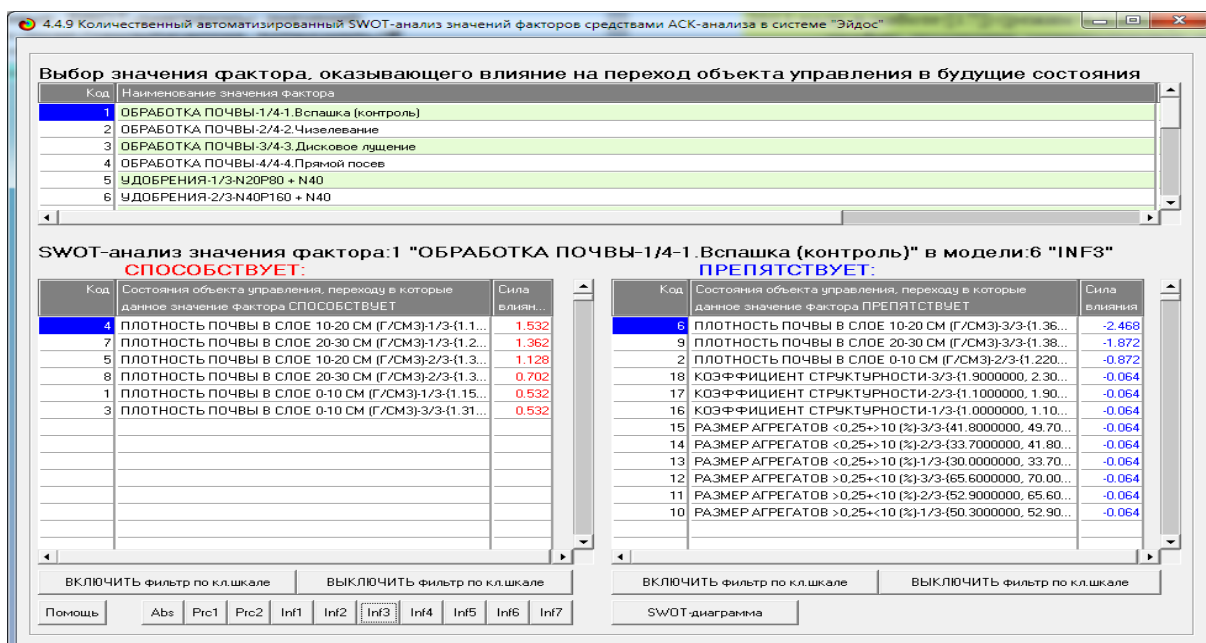 4.4.9 Количественный автоматизированный SWOT-анализ значений факторов средствами АСК-анализа в системе "Эйдос"
Выбор значения фактора, оказывающего влияние на переход объекта управления в будущие состояния
Код Наименование значения фактора
1 ОБРАБОТКА ПОЧВЫ-1/4-1.Вспашка (контроль)
2 ОБРАБОТКА ПОЧВЫ-2/4-2.Чизелевание
3 ОБРАБОТКА ПОЧВЫ-3/4-3.Дисковое лущение
4 ОБРАБОТКА ПОЧВЫ-4/4-4.Прямой посев
5 УДОБРЕНИЯ-1/3-N20P80 + N40
6 УДОБРЕНИЯ-2/3-N40P160 + N40
SWOT-анализ значения фактора:1 "ОБРАБОТКА ПОЧВЫ-1/4-1.Вспашка (контроль)" в модели:6 "INF3"
СПОСОБСТВУЕТ:
Код Состояния объекта управления, переходу в которые Сила
данное значение фактора СПОСОБСТВУЕТ влиян...
4 ПЛОТНОСТЬ ПОЧВЫ В СЛОЕ 10-20 СМ (Г/СМ3)-1/3-{1.1... 1.532
7 ПЛОТНОСТЬ ПОЧВЫ В СЛОЕ 20-30 СМ (Г/СМ3)-1/3-{1.2... 1.362
5 ПЛОТНОСТЬ ПОЧВЫ В СЛОЕ 10-20 СМ (Г/СМ3)-2/3-{1.3... 1.128
8 ПЛОТНОСТЬ ПОЧВЫ В СЛОЕ 20-30 СМ (Г/СМ3)-2/3-{1.3... 0.702
1 ПЛОТНОСТЬ ПОЧВЫ В СЛОЕ 0-10 СМ (Г/СМ3)-1/3-{1.15... 0.532
3 ПЛОТНОСТЬ ПОЧВЫ В СЛОЕ 0-10 СМ (Г/СМ3)-3/3-{1.31... 0.532
ПРЕПЯТСТВУЕТ:
Код Состояния объекта управления, переходу в которые Сила
данное значение фактора ПРЕПЯТСТВУЕТ влияния
6 ПЛОТНОСТЬ ПОЧВЫ В СЛОЕ 10-20 СМ (Г/СМ3)-3/3-{1.36... -2.468
9 ПЛОТНОСТЬ ПОЧВЫ В СЛОЕ 20-30 СМ (Г/СМ3)-3/3-{1.38... -1.872
2 ПЛОТНОСТЬ ПОЧВЫ В СЛОЕ 0-10 СМ (Г/СМ3)-2/3-{1.220... -0.872
18 КОЭФФИЦИЕНТ СТРУКТУРНОСТИ-3/3-{1.9000000, 2.30... -0.064
17 КОЭФФИЦИЕНТ СТРУКТУРНОСТИ-2/3-{1.1000000, 1.90... -0.064
16 КОЭФФИЦИЕНТ СТРУКТУРНОСТИ-1/3-{1.0000000, 1.10... -0.064
15 РАЗМЕР АГРЕГАТОВ <0,25+>10 (%)-3/3-{41.8000000, 49.70... -0.064
14 РАЗМЕР АГРЕГАТОВ <0,25+>10 (%)-2/3-{33.7000000, 41.80... -0.064
13 РАЗМЕР АГРЕГАТОВ <0,25+>10 (%)-1/3-{30.0000000, 33.70... -0.064
12 РАЗМЕР АГРЕГАТОВ >0,25+<10 (%)-3/3-{65.6000000, 70.00... -0.064
11 РАЗМЕР АГРЕГАТОВ >0,25+<10 (%)-2/3-{52.9000000, 65.60... -0.064
10 РАЗМЕР АГРЕГАТОВ >0,25+<10 (%)-1/3-{50.3000000, 52.90... -0.064
ВКЛЮЧИТЬ фильтр по кл.шкале ВЫКЛЮЧИТЬ фильтр по кл.шкале ВКЛЮЧИТЬ фильтр по кл.шкале ВЫКЛЮЧИТЬ фильтр по кл.шкале
Помощь Abs Prc1 Prc2 Inf1 Inf2 Inf3 Inf4 Inf5 Inf6 Inf7 SWOT-диаграмма